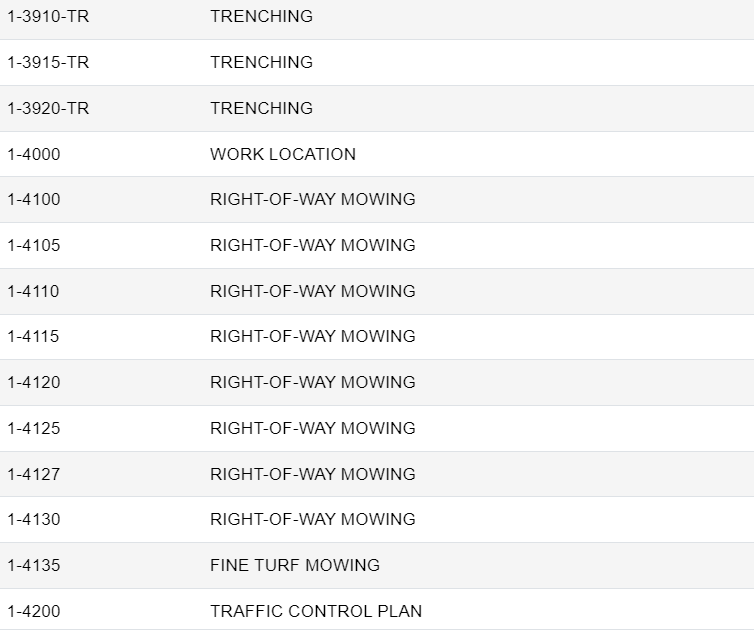 1-3910-TR TRENCHING
1-3915-TR TRENCHING
1-3920-TR TRENCHING
1-4000 WORK LOCATION
1-4100 RIGHT-OF-WAY MOWING
1-4105 RIGHT-OF-WAY MOWING
1-4110 RIGHT-OF-WAY MOWING
1-4115 RIGHT-OF-WAY MOWING
1-4120 RIGHT-OF-WAY MOWING
1-4125 RIGHT-OF-WAY MOWING
1-4127 RIGHT-OF-WAY MOWING
1-4130 RIGHT-OF-WAY MOWING
1-4135 FINE TURF MOWING
1-4200 TRAFFIC CONTROL PLAN